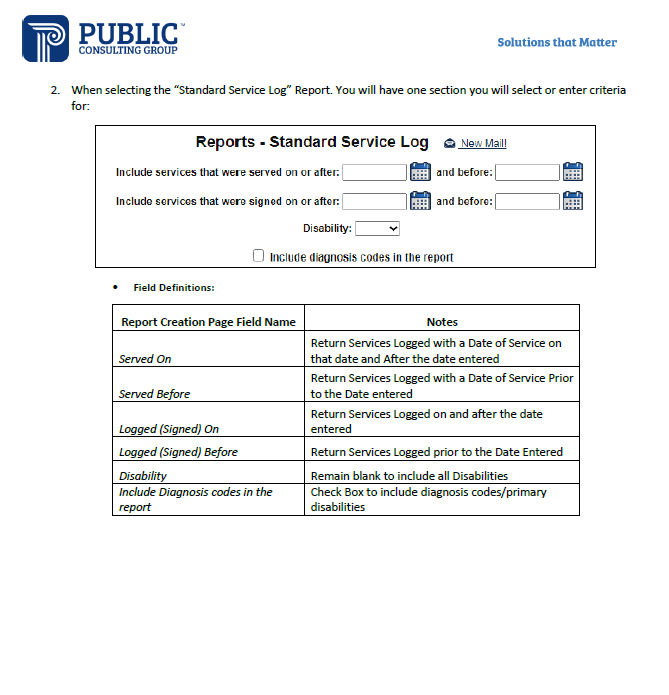 PUBLIC™
CONSULTING GROUP
Solutions that Matter
2. When selecting the “Standard Service Log” Report. You will have one section you will select or enter criteria
for:
Reports - Standard Service Log New Mail!
Include services that were served on or after: and before:
Include services that were signed on or after: and before:
Disability:
Include diagnosis codes in the report
• Field Definitions:
Report Creation Page Field Name Notes
Return Services Logged with a Date of Service on
Served On that date and After the date entered
Return Services Logged with a Date of Service Prior
Served Before to the Date entered
Return Services Logged on and after the date
Logged (Signed) On entered
Logged (Signed) Before Return Services Logged prior to the Date Entered
Disability Remain blank to include all Disabilities
Include Diagnosis codes in the Check Box to include diagnosis codes/primary
report disabilities